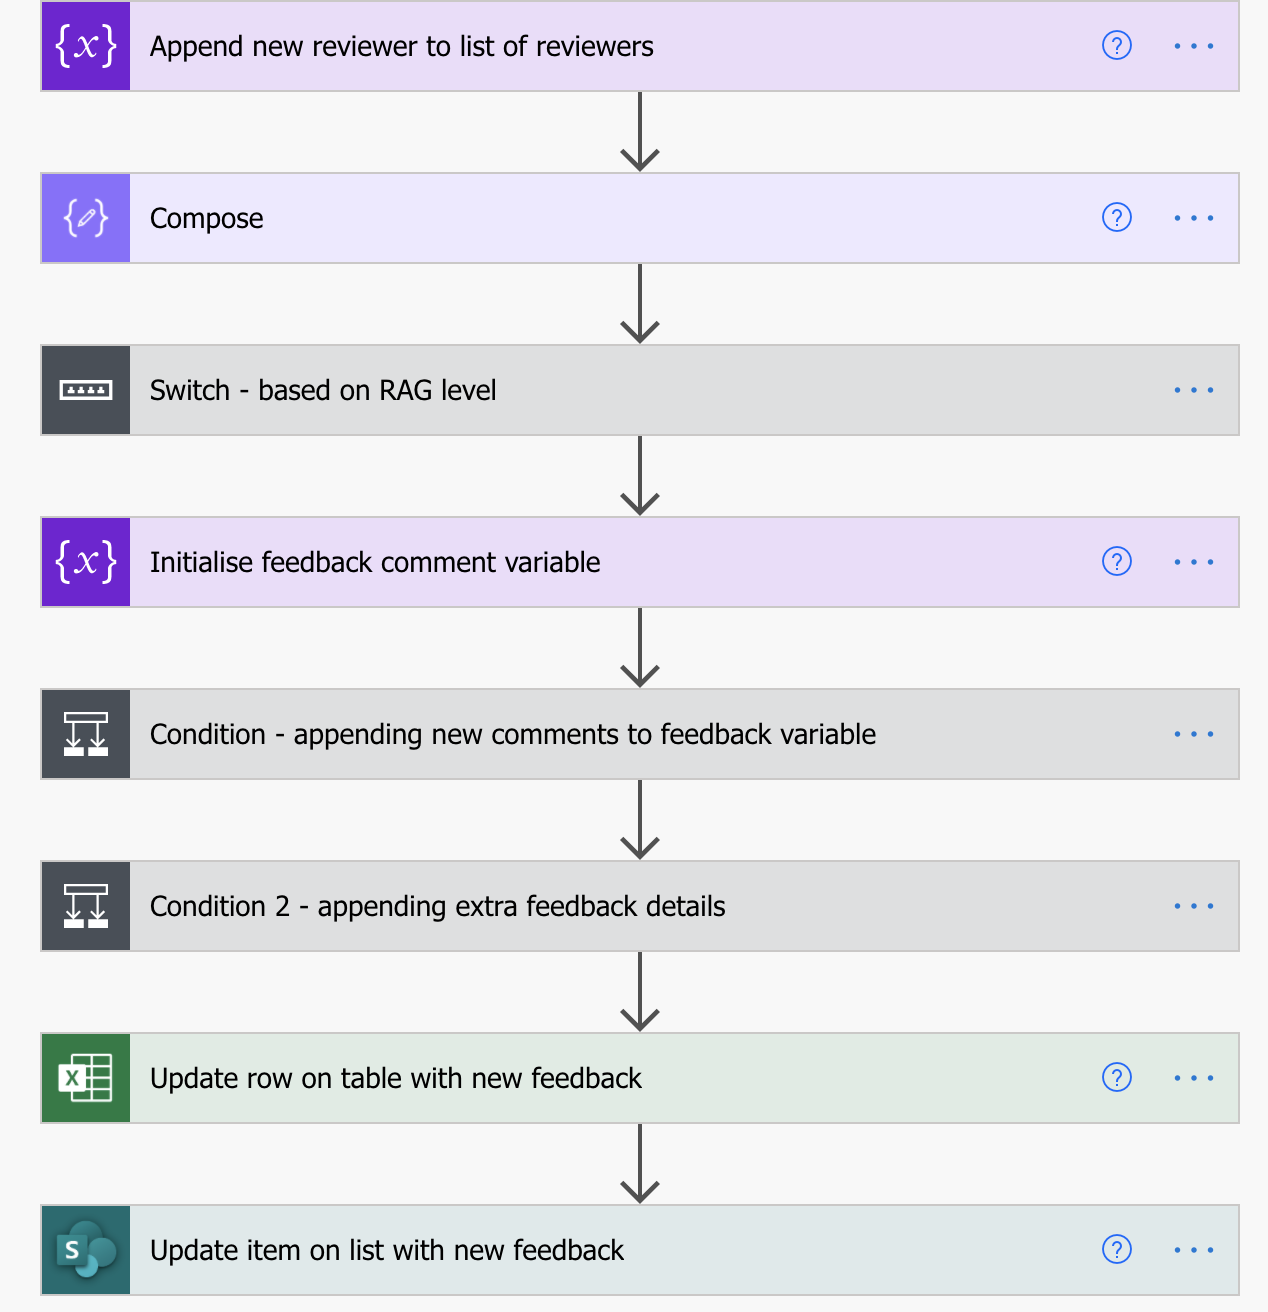 {x} Append new reviewer to list of reviewers ? ...
Compose ? ...
Switch - based on RAG level ...
{x} Initialise feedback comment variable ? ...
Condition - appending new comments to feedback variable ...
Condition 2 - appending extra feedback details ...
X Update row on table with new feedback ? ...
S Update item on list with new feedback ? ...